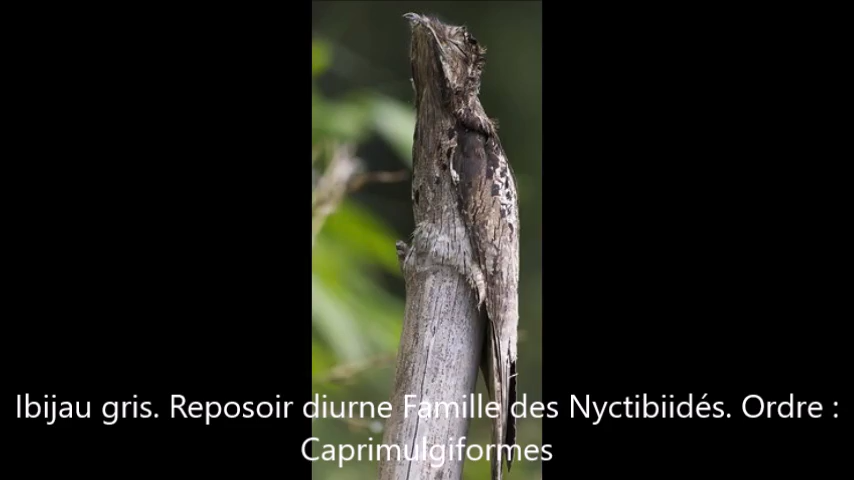 Ibijau gris. Reposoir diurne Famille des Nyctibiidés. Ordre :
Caprimulgiformes